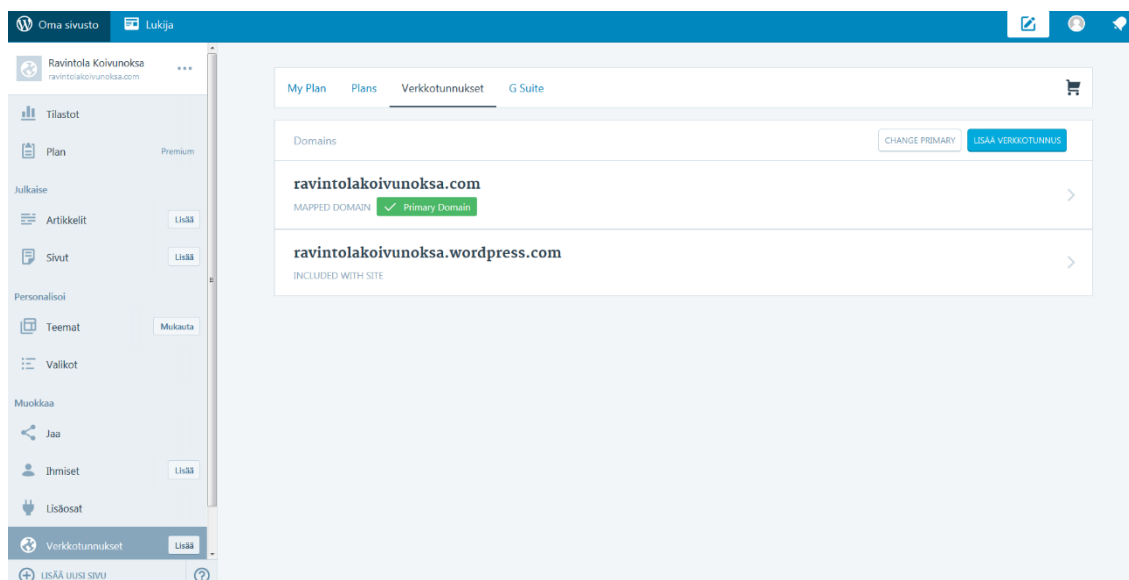 Oma sivusto Lukija
Ravintola Koivunoksa
ravintolakoivunoksa.com
Tilastot
Plan Premium
Julkaise
Artikkelit Lisää
Sivut Lisää
Personalisoi
Teemat Mukauta
Valikot
Muokkaa
Jaa
Ihmiset Lisää
Lisäosat
Verkkotunnukset Lisää
LISÄÄ UUSI SIVU
My Plan Plans Verkkotunnukset G Suite
Domains CHANGE PRIMARY LISÄÄ VERKKOTUNNUS
ravintolakoivunoksa.com
MAPPED DOMAIN Primary Domain
ravintolakoivunoksa.wordpress.com
INCLUDED WITH SITE